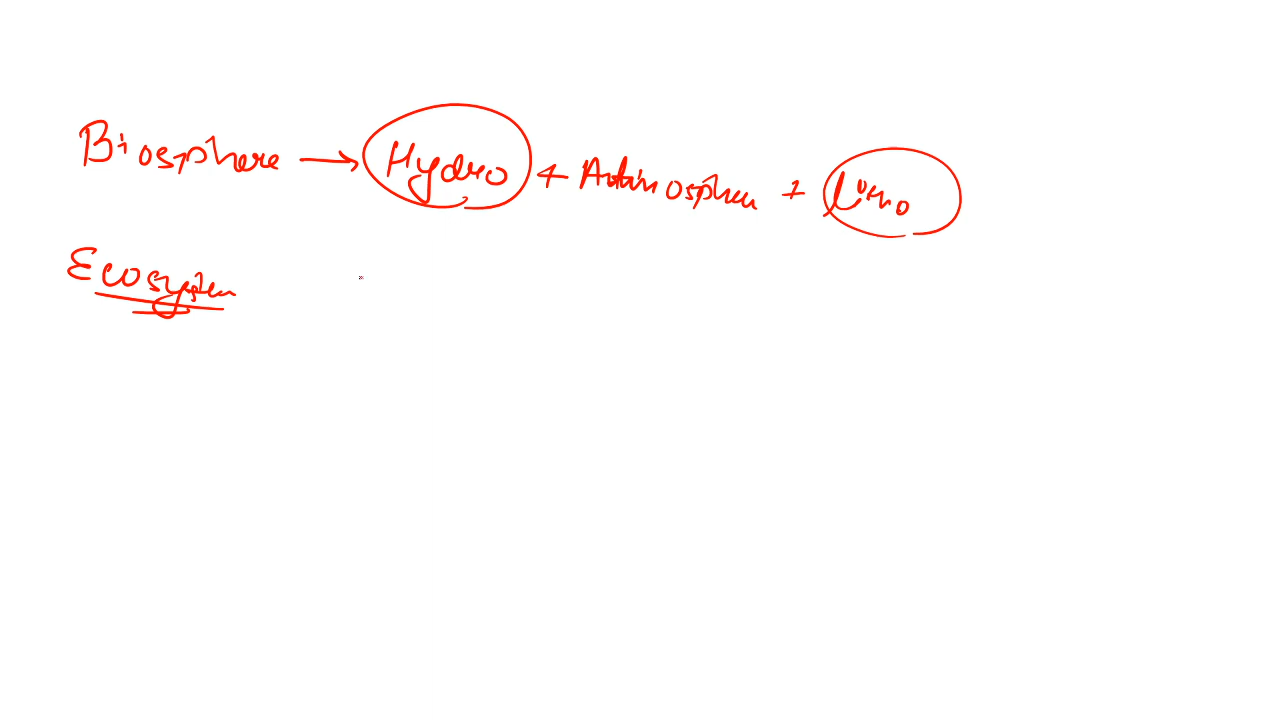 Biosphere → Hydro + Atmosphere + Litho
Ecosystem